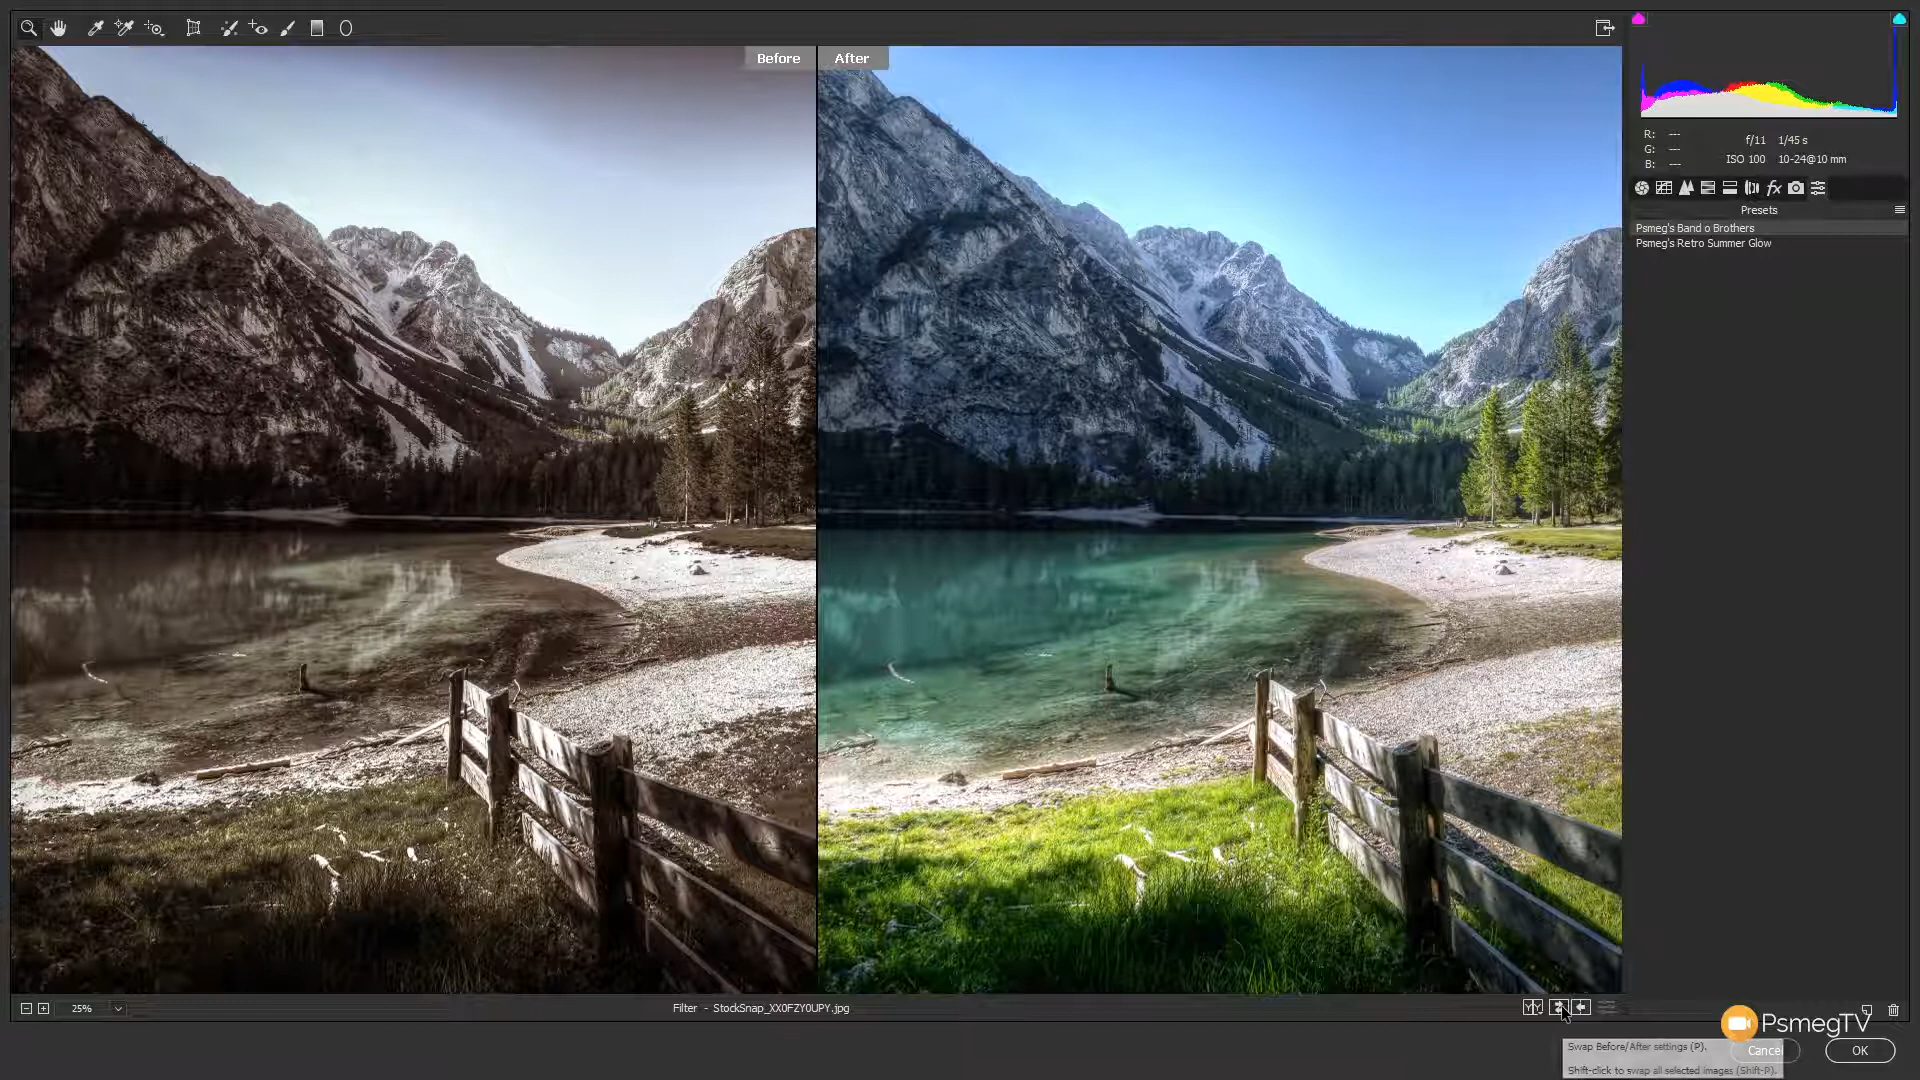 Before
After
R: ---
G: ---
B: ---
f/11 1/45 s
ISO 100 10-24@10 mm
fx
Presets
Psmeg's Band o Brothers
Psmeg's Retro Summer Glow
25%
Filter - StockSnap_XX0FZY0UPY.jpg
PsmegTV
Swap Before/After settings (P).
Shift-click to swap all selected images (Shift-P).
Cancel
OK